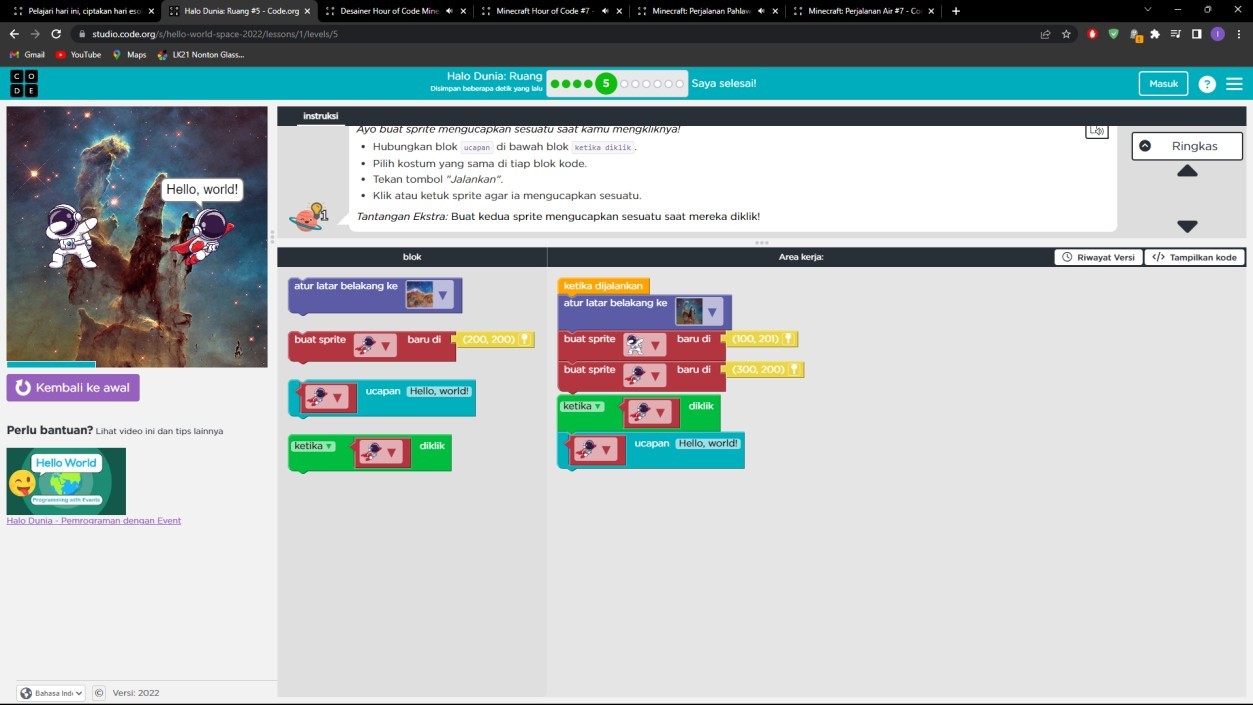 Pelajari hari ini, ciptakan hari eso
Halo Dunia: Ruang #5 - Code.org
Desainer Hour of Code Mine
Minecraft Hour of Code #7 -
Minecraft: Perjalanan Pahlaw
Minecraft: Perjalanan Air #7 - Co
studio.code.org/s/hello-world-space-2022/lessons/1/levels/5
Gmail
YouTube
Maps
LK21 Nonton Glass...
C O
D E
Halo Dunia: Ruang
Disimpan beberapa detik yang lalu
5
Saya selesai!
Masuk
?
instruksi
Ayo buat sprite mengucapkan sesuatu saat kamu mengkliknya!
• Hubungkan blok ucapan di bawah blok ketika diklik.
• Pilih kostum yang sama di tiap blok kode.
• Tekan tombol "Jalankan".
• Klik atau ketuk sprite agar ia mengucapkan sesuatu.
Tantangan Ekstra: Buat kedua sprite mengucapkan sesuatu saat mereka diklik!
1
Ringkas
Hello, world!
blok
Area kerja:
Riwayat Versi
</> Tampilkan kode
atur latar belakang ke
buat sprite baru di (200, 200)
ucapan Hello, world!
ketika diklik
ketika dijalankan
atur latar belakang ke
buat sprite baru di (100, 201)
buat sprite baru di (300, 200)
ketika diklik
ucapan Hello, world!
Kembali ke awal
Perlu bantuan? Lihat video ini dan tips lainnya
Hello World
Programming with Events
Halo Dunia - Pemrograman dengan Event
Bahasa Ind
©
Versi: 2022